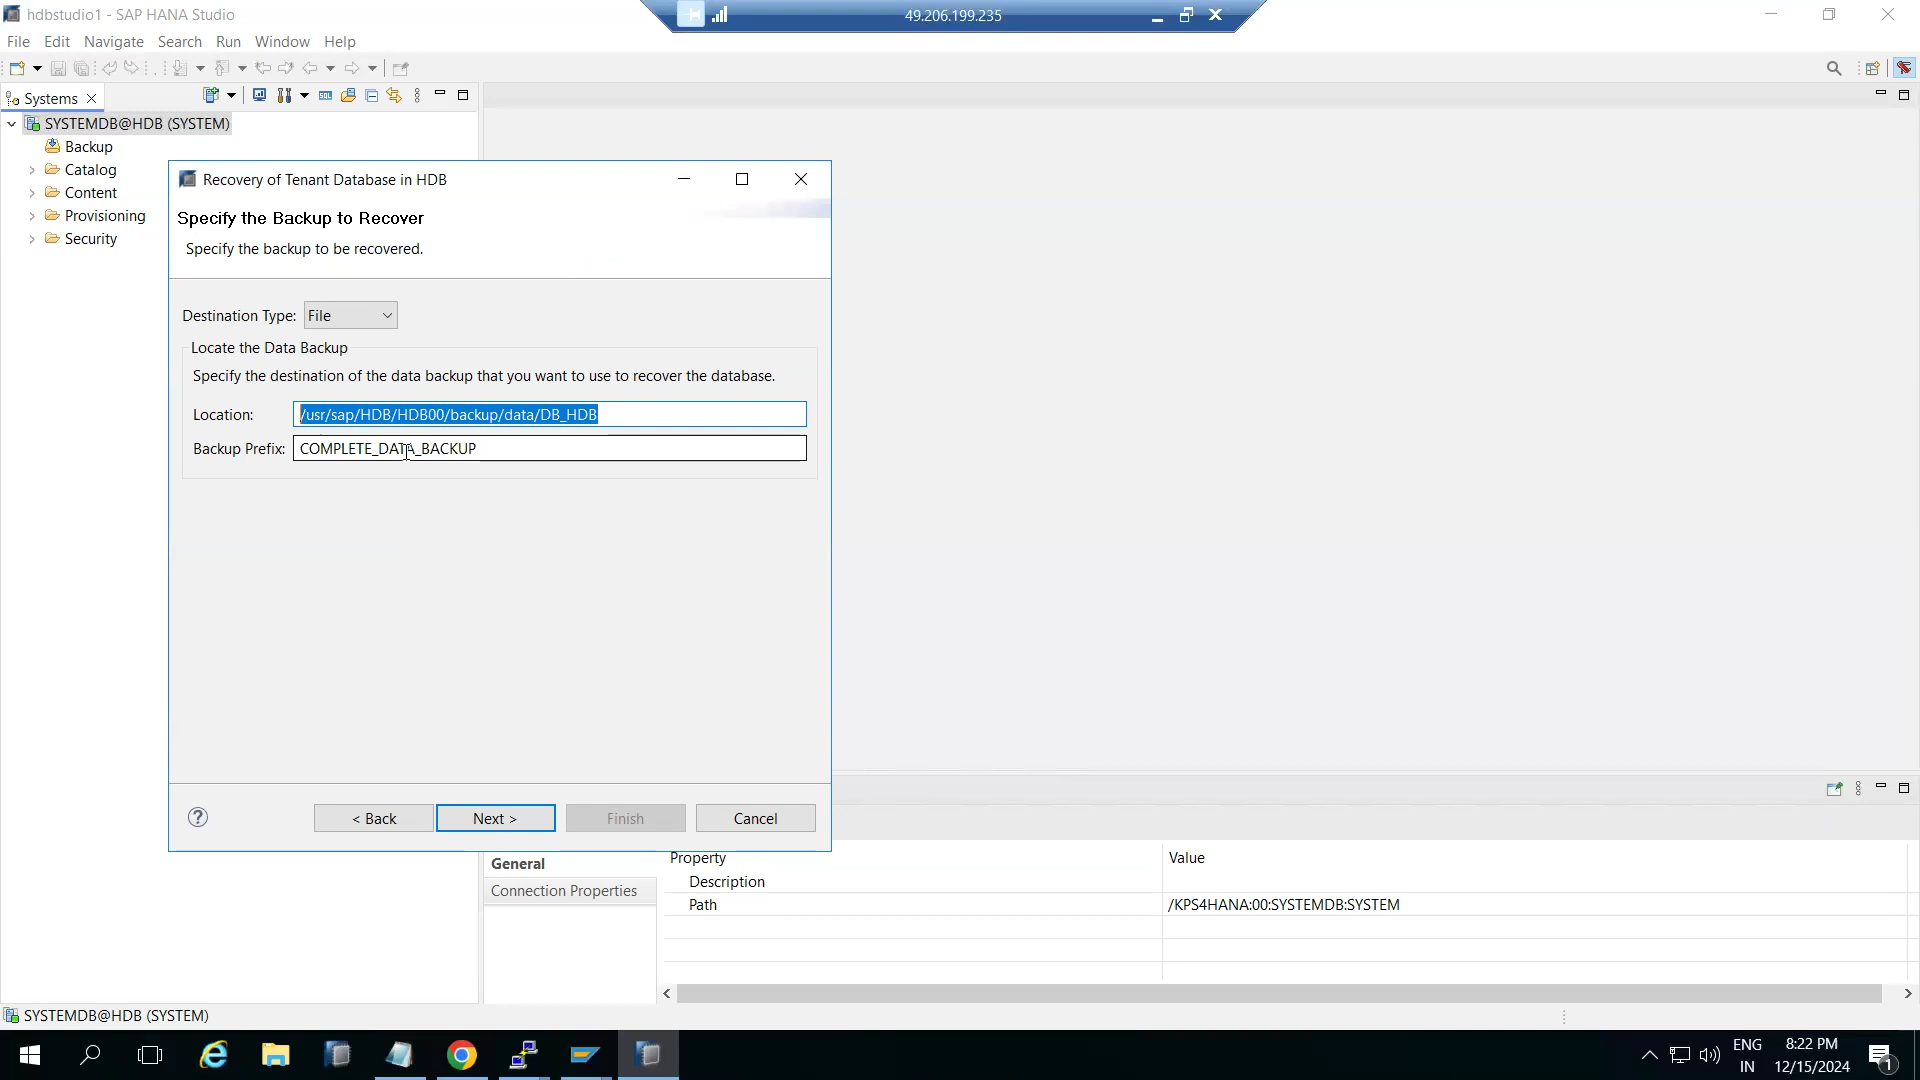 hdbstudio1 - SAP HANA Studio
49.206.199.235
File Edit Navigate Search Run Window Help
Systems
SYSTEMDB@HDB (SYSTEM)
Backup
Catalog
Content
Provisioning
Security
Recovery of Tenant Database in HDB
Specify the Backup to Recover
Specify the backup to be recovered.
Destination Type: File
Locate the Data Backup
Specify the destination of the data backup that you want to use to recover the database.
Location: /usr/sap/HDB/HDB00/backup/data/DB_HDB
Backup Prefix: COMPLETE_DATA_BACKUP
< Back Next > Finish Cancel
General
Connection Properties
Property Value
Description
Path /KPS4HANA:00:SYSTEMDB:SYSTEM
SYSTEMDB@HDB (SYSTEM)
ENG 8:22 PM
IN 12/15/2024
1